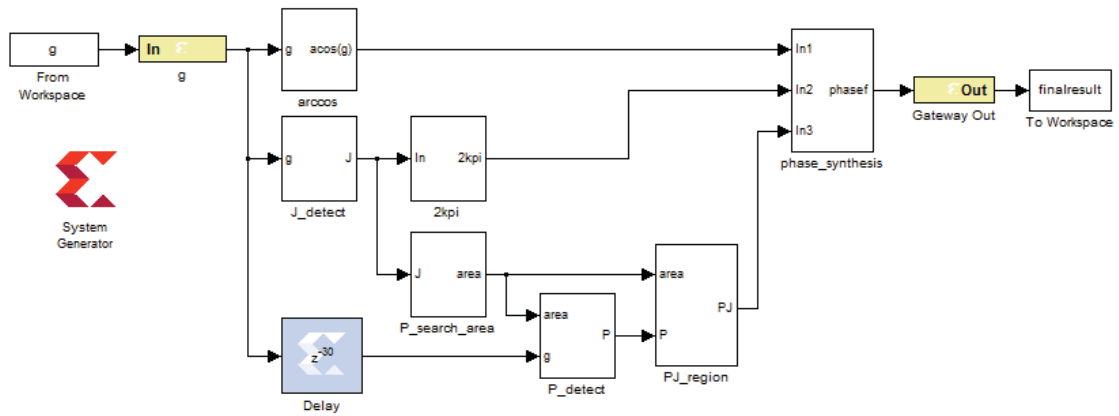 g
From
Workspace
In
g
g
acos(g)
arccos
In1
In2
In3
phasef
phase_synthesis
Out
Gateway Out
finalresult
To Workspace
g
J
J_detect
In
2kpi
2kpi
System
Generator
J
area
P_search_area
area
g
P
P_detect
area
P
PJ
PJ_region
z-30
Delay